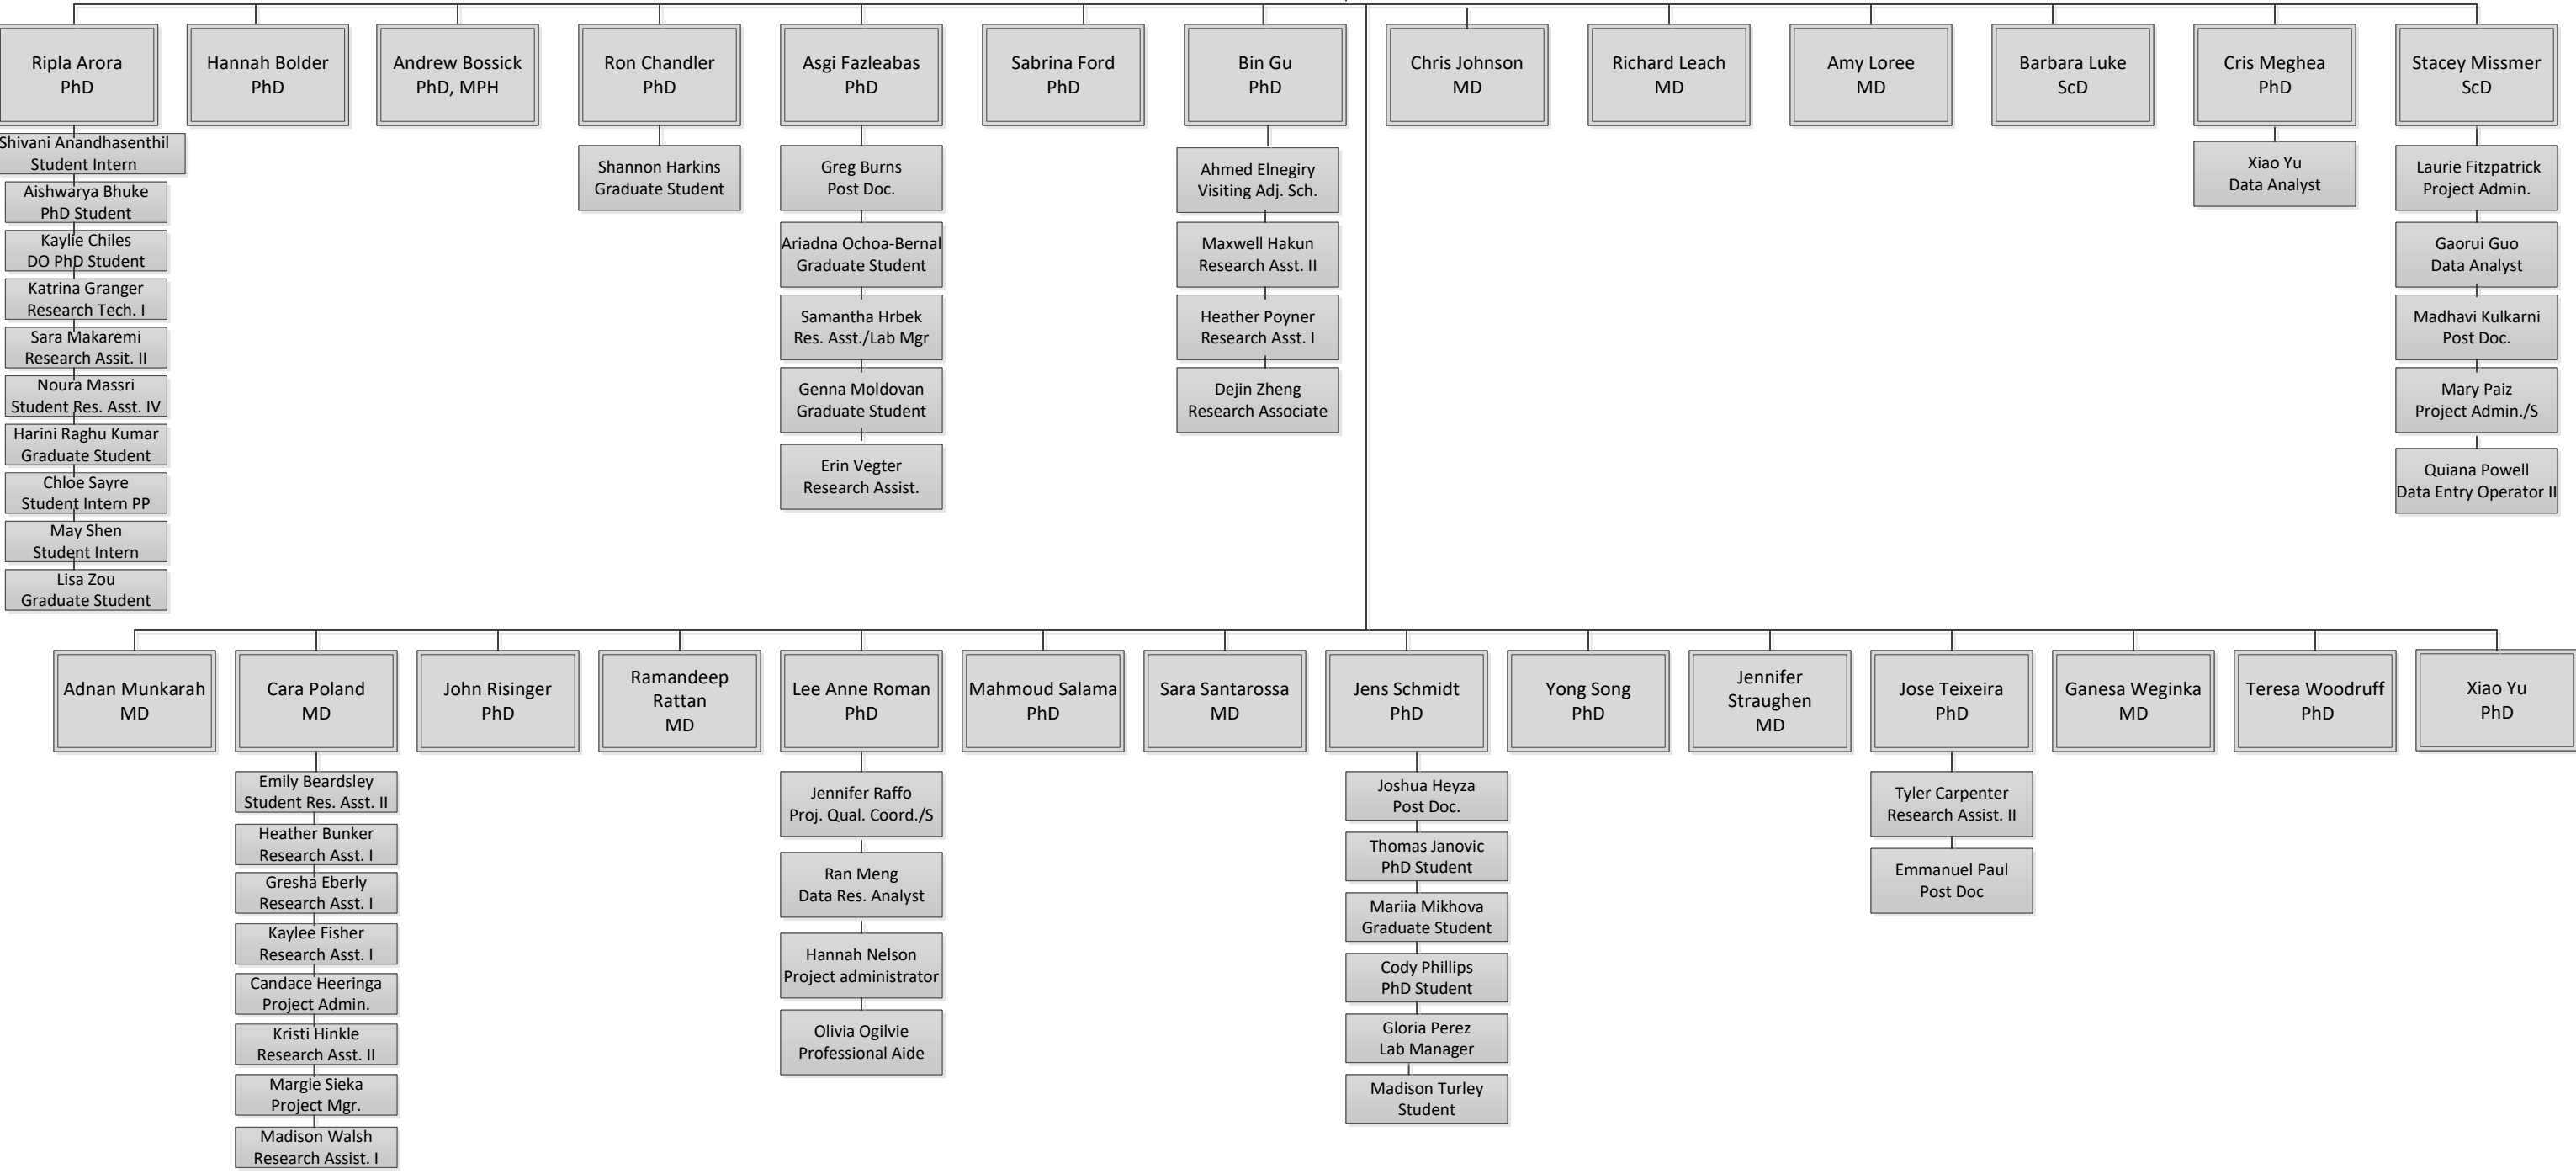 Ripla Arora
PhD
Hannah Bolder
PhD
Andrew Bossick
PhD, MPH
Ron Chandler
PhD
Asgi Fazleabas
PhD
Sabrina Ford
PhD
Bin Gu
PhD
Chris Johnson
MD
Richard Leach
MD
Amy Loree
MD
Barbara Luke
ScD
Cris Meghea
PhD
Stacey Missmer
ScD
Shivani Anandhasenthil
Student Intern
Aishwarya Bhuke
PhD Student
Kaylie Chiles
DO PhD Student
Katrina Granger
Research Tech. I
Sara Makaremi
Research Assit. II
Noura Massri
Student Res. Asst. IV
Harini Raghu Kumar
Graduate Student
Chloe Sayre
Student Intern PP
May Shen
Student Intern
Lisa Zou
Graduate Student
Shannon Harkins
Graduate Student
Greg Burns
Post Doc.
Ariadna Ochoa-Bernal
Graduate Student
Samantha Hrbek
Res. Asst./Lab Mgr
Genna Moldovan
Graduate Student
Erin Vegter
Research Assist.
Ahmed Elnegiry
Visiting Adj. Sch.
Maxwell Hakun
Research Asst. II
Heather Poyner
Research Asst. I
Dejin Zheng
Research Associate
Xiao Yu
Data Analyst
Laurie Fitzpatrick
Project Admin.
Gaorui Guo
Data Analyst
Madhavi Kulkarni
Post Doc.
Mary Paiz
Project Admin./S
Quiana Powell
Data Entry Operator II
Adnan Munkarah
MD
Cara Poland
MD
John Risinger
PhD
Ramandeep
Rattan
MD
Lee Anne Roman
PhD
Mahmoud Salama
PhD
Sara Santarossa
MD
Jens Schmidt
PhD
Yong Song
PhD
Jennifer
Straughen
MD
Jose Teixeira
PhD
Ganesa Weginka
MD
Teresa Woodruff
PhD
Xiao Yu
PhD
Emily Beardsley
Student Res. Asst. II
Heather Bunker
Research Asst. I
Gresha Eberly
Research Asst. I
Kaylee Fisher
Research Asst. I
Candace Heeringa
Project Admin.
Kristi Hinkle
Research Asst. II
Margie Sieka
Project Mgr.
Madison Walsh
Research Assist. I
Jennifer Raffo
Proj. Qual. Coord./S
Ran Meng
Data Res. Analyst
Hannah Nelson
Project administrator
Olivia Ogilvie
Professional Aide
Joshua Heyza
Post Doc.
Thomas Janovic
PhD Student
Mariia Mikhova
Graduate Student
Cody Phillips
PhD Student
Gloria Perez
Lab Manager
Madison Turley
Student
Tyler Carpenter
Research Assist. II
Emmanuel Paul
Post Doc